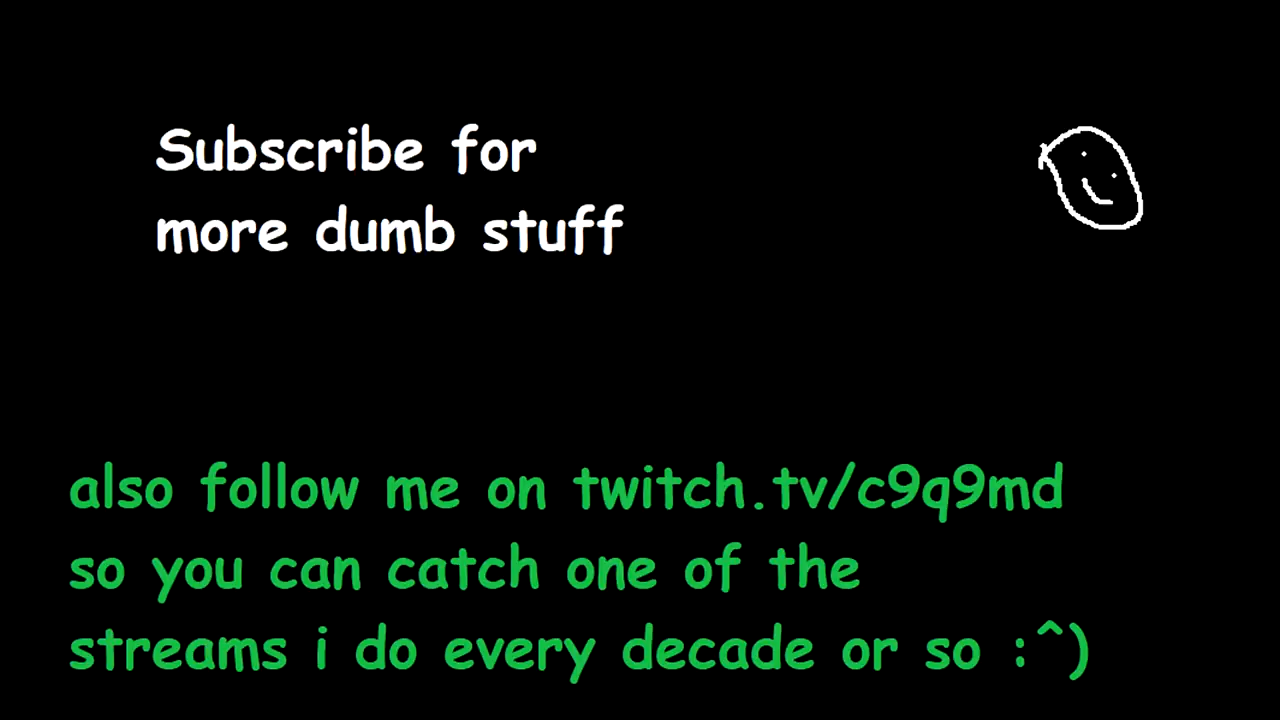 Subscribe for
more dumb stuff
also follow me on twitch.tv/c9q9md
so you can catch one of the
streams i do every decade or so :^)